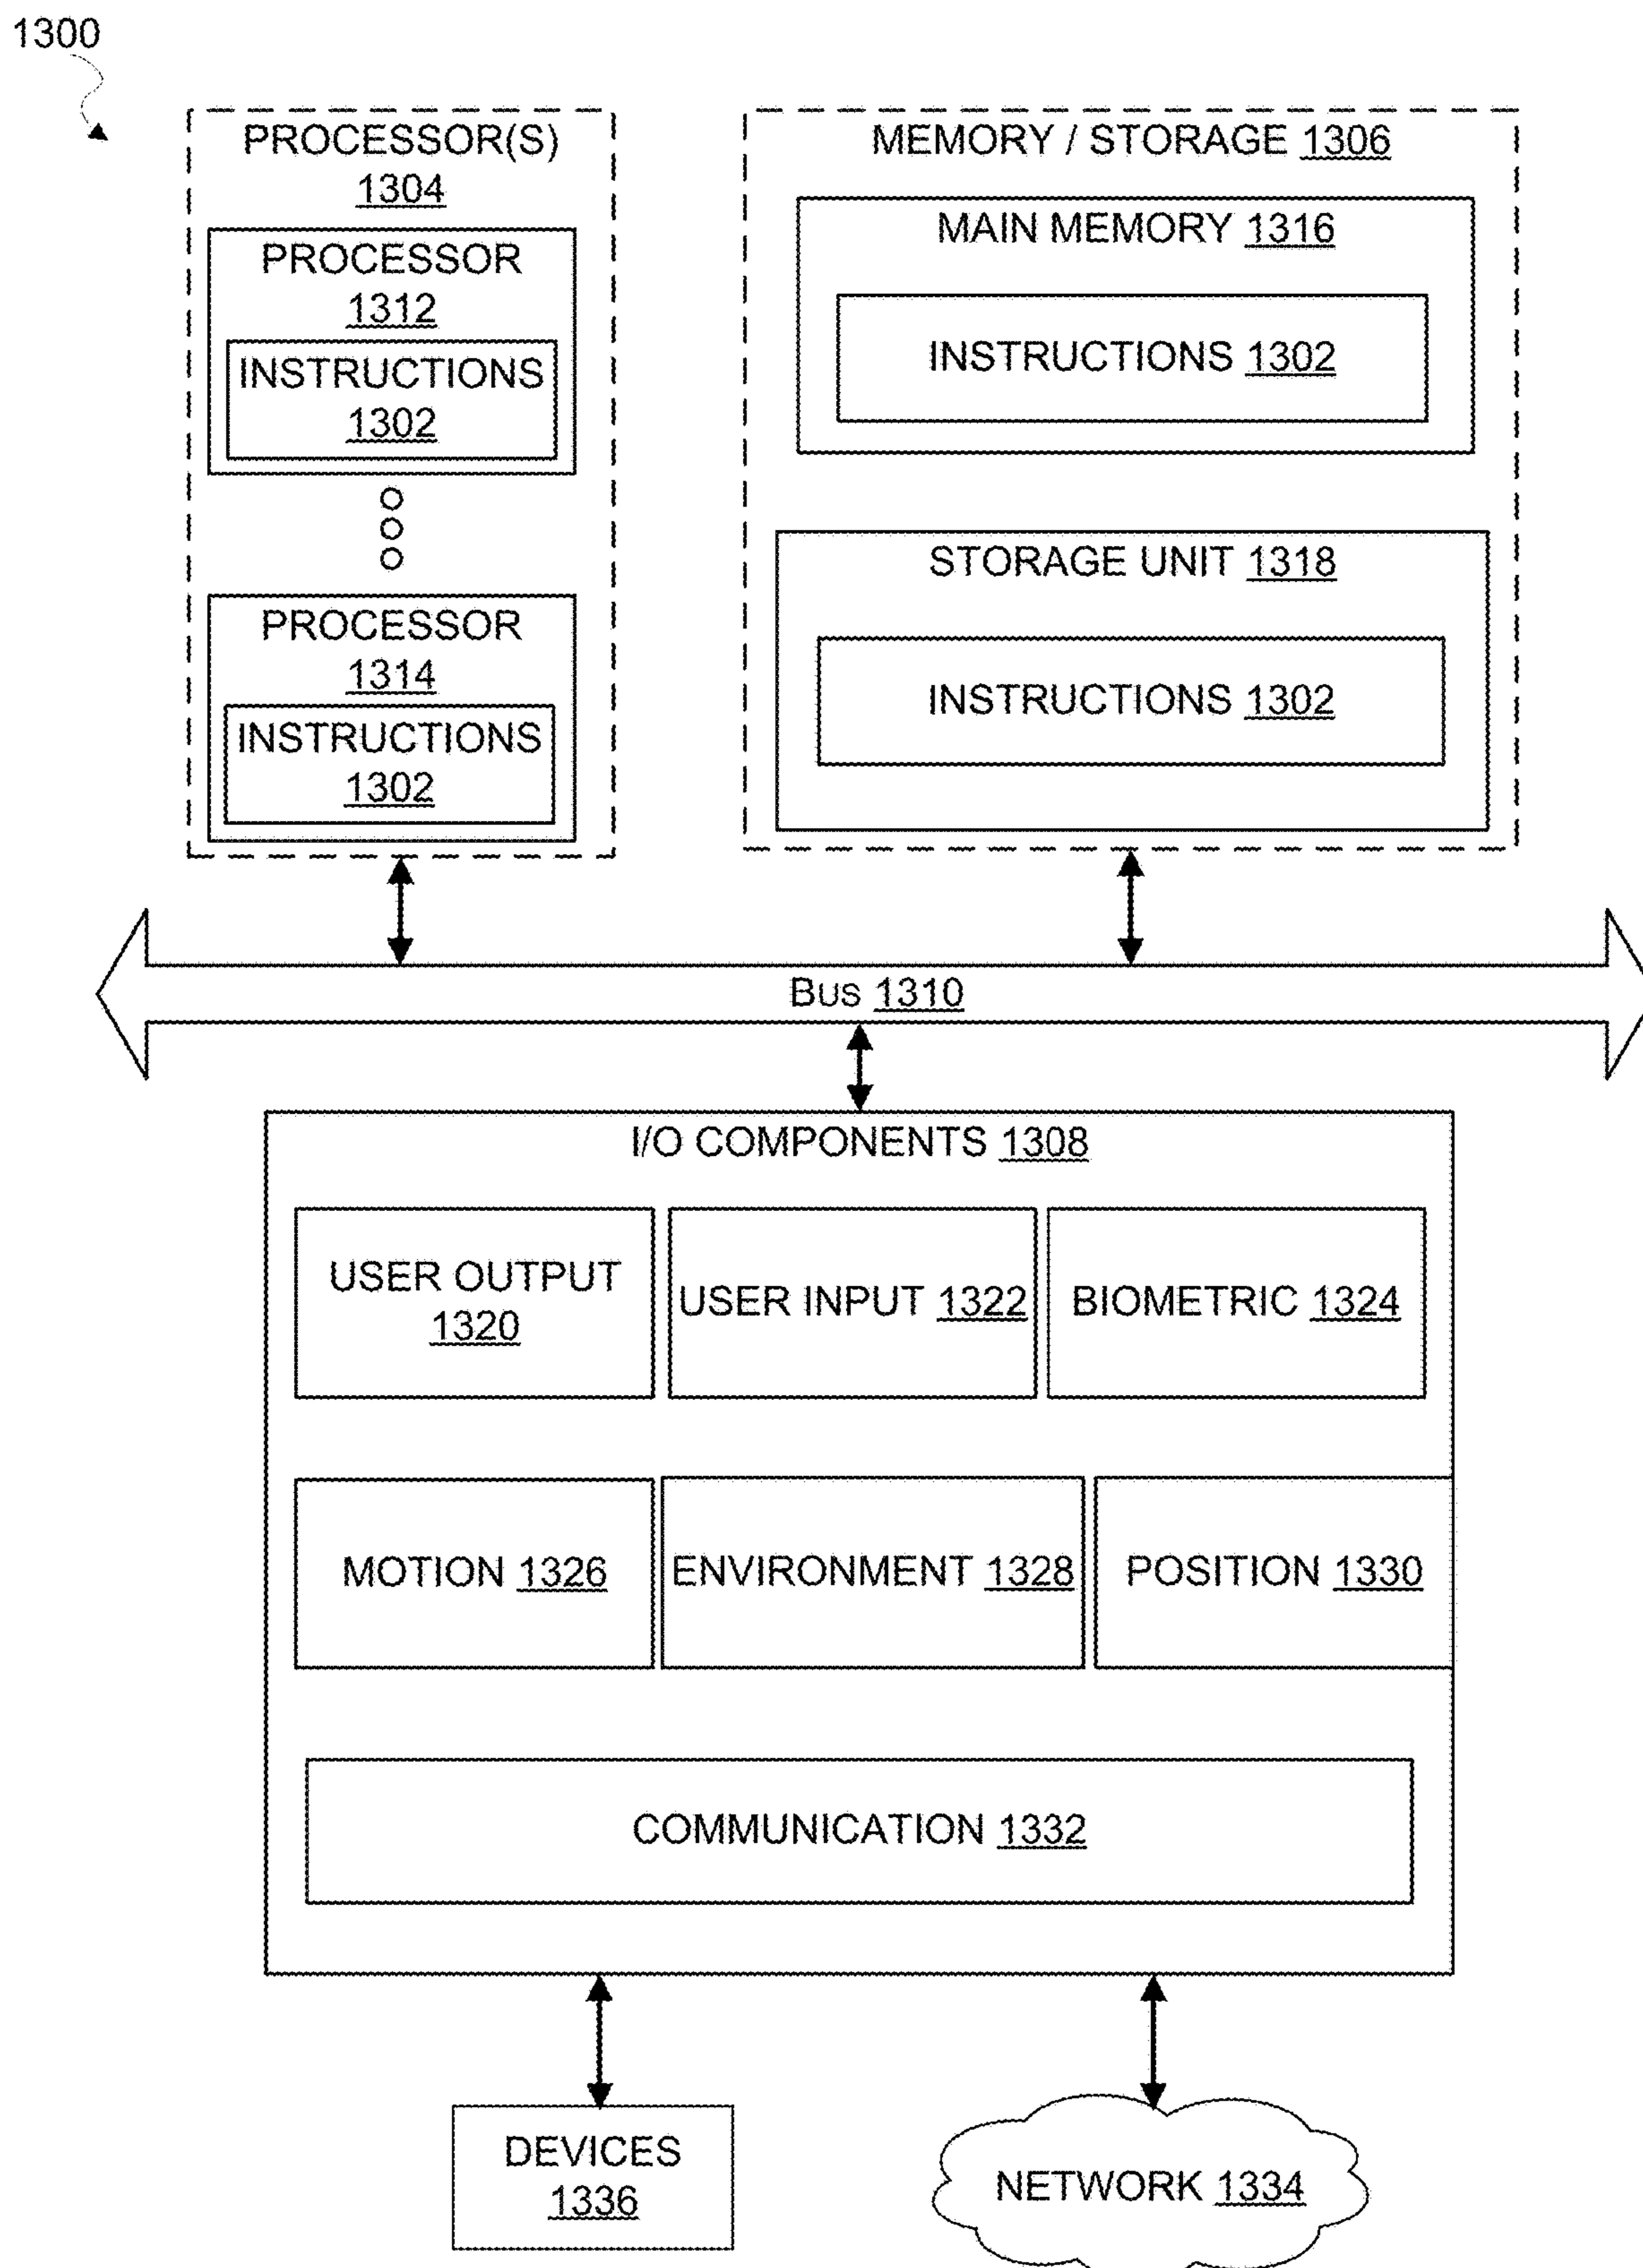 1300
PROCESSOR(S)
1304
PROCESSOR
1312
INSTRUCTIONS
1302
PROCESSOR
1314
INSTRUCTIONS
1302
MEMORY / STORAGE 1306
MAIN MEMORY 1316
INSTRUCTIONS 1302
STORAGE UNIT 1318
INSTRUCTIONS 1302
BUS 1310
I/O COMPONENTS 1308
USER OUTPUT
1320
USER INPUT 1322
BIOMETRIC 1324
MOTION 1326
ENVIRONMENT 1328
POSITION 1330
COMMUNICATION 1332
DEVICES
1336
NETWORK 1334